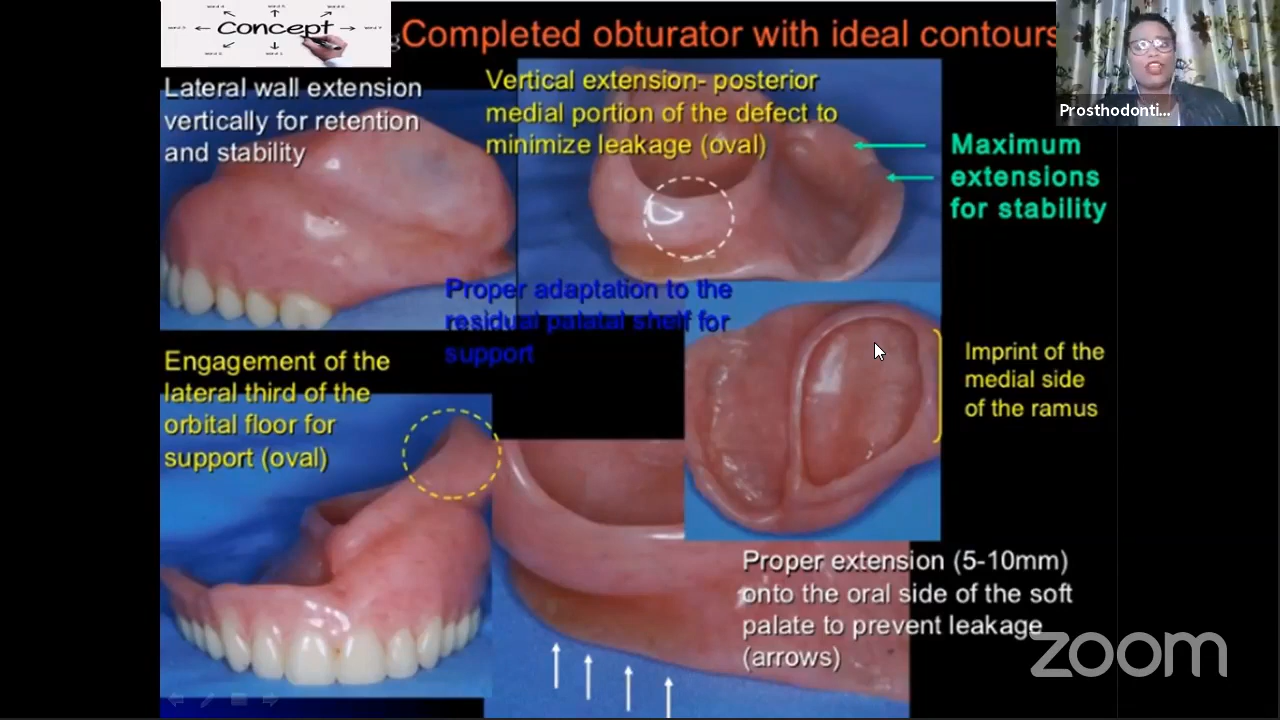 concept
Completed obturator with ideal contours
Prosthodonti...
Lateral wall extension
vertically for retention
and stability
Vertical extension- posterior
medial portion of the defect to
minimize leakage (oval)
Maximum
extensions
for stability
Proper adaptation to the
residual palatal shelf for
support
Engagement of the
lateral third of the
orbital floor for
support (oval)
Imprint of the
medial side
of the ramus
Proper extension (5-10mm)
onto the oral side of the soft
palate to prevent leakage
(arrows)
zoom